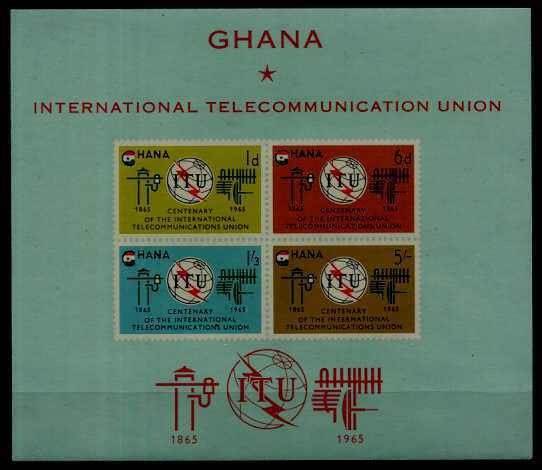 GHANA
INTERNATIONAL TELECOMMUNICATION UNION
GHANA 1d
ITU
1865 1965
CENTENARY
OF THE INTERNATIONAL
TELECOMMUNICATIONS UNION
GHANA 6d
ITU
1865 1965
CENTENARY
OF THE INTERNATIONAL
TELECOMMUNICATIONS UNION
GHANA 1/3
ITU
1865 1965
CENTENARY
OF THE INTERNATIONAL
TELECOMMUNICATIONS UNION
GHANA 5/-
ITU
1865 1965
CENTENARY
OF THE INTERNATIONAL
TELECOMMUNICATIONS UNION
ITU
1865 1965